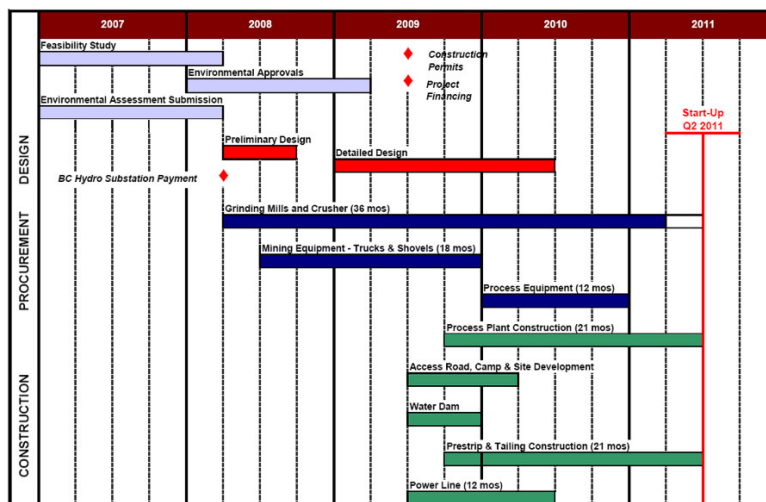 2007 2008 2009 2010 2011
Feasibility Study
Construction
Permits
Environmental Approvals
Project
Financing
Environmental Assessment Submission
Start-Up
Q2 2011
DESIGN
Preliminary Design
Detailed Design
BC Hydro Substation Payment
PROCUREMENT
Grinding Mills and Crusher (36 mos)
Mining Equipment - Trucks & Shovels (18 mos)
Process Equipment (12 mos)
CONSTRUCTION
Process Plant Construction (21 mos)
Access Road, Camp & Site Development
Water Dam
Prestrip & Tailing Construction (21 mos)
Power Line (12 mos)